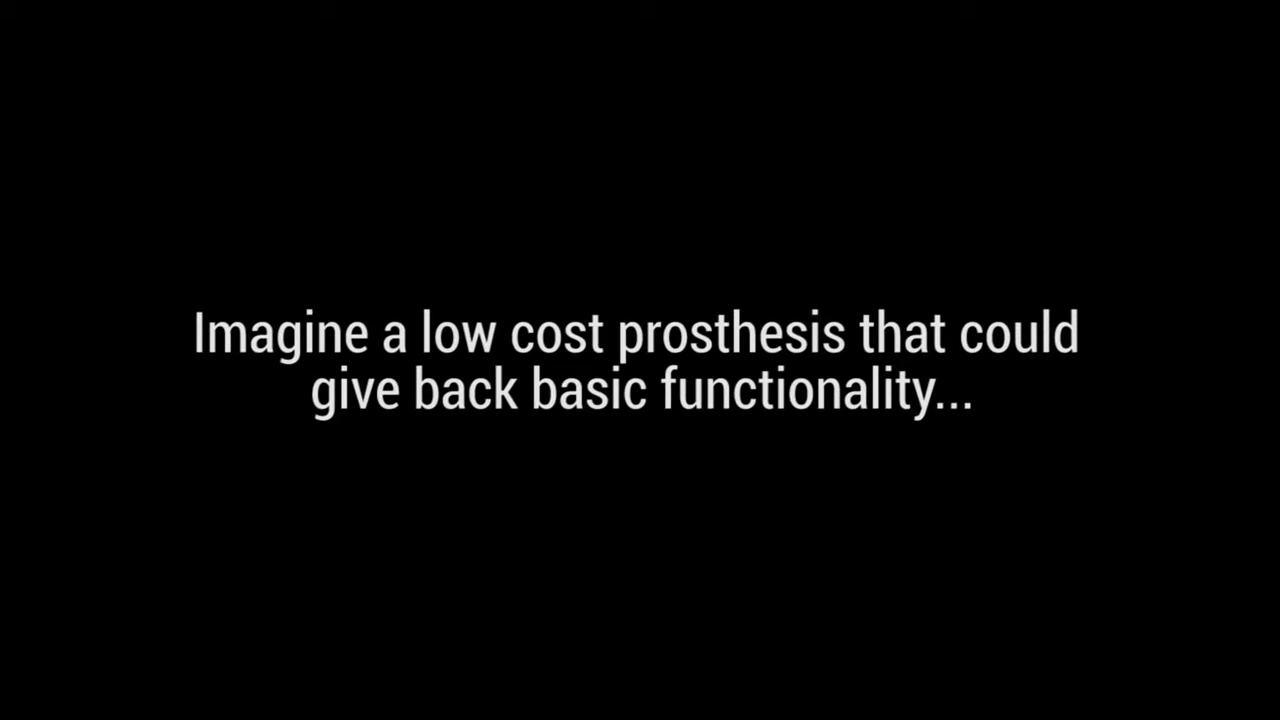 Imagine a low cost prosthesis that could
give back basic functionality...